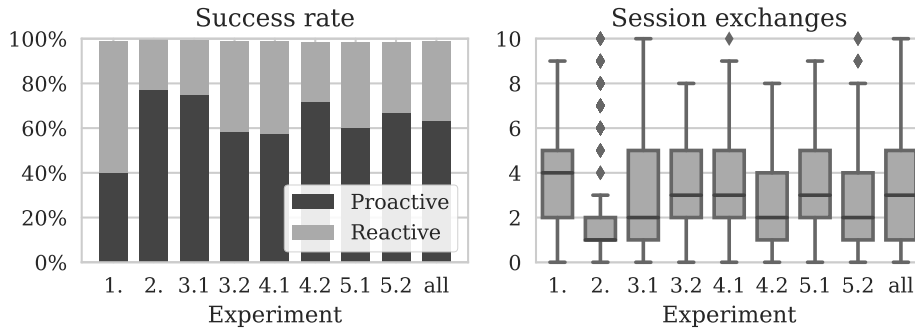 Success rate
100%
80%
60%
40%
20%
0%
Proactive
Reactive
1. 2. 3.1 3.2 4.1 4.2 5.1 5.2 all
Experiment
Session exchanges
10
8
6
4
2
0
1. 2. 3.1 3.2 4.1 4.2 5.1 5.2 all
Experiment